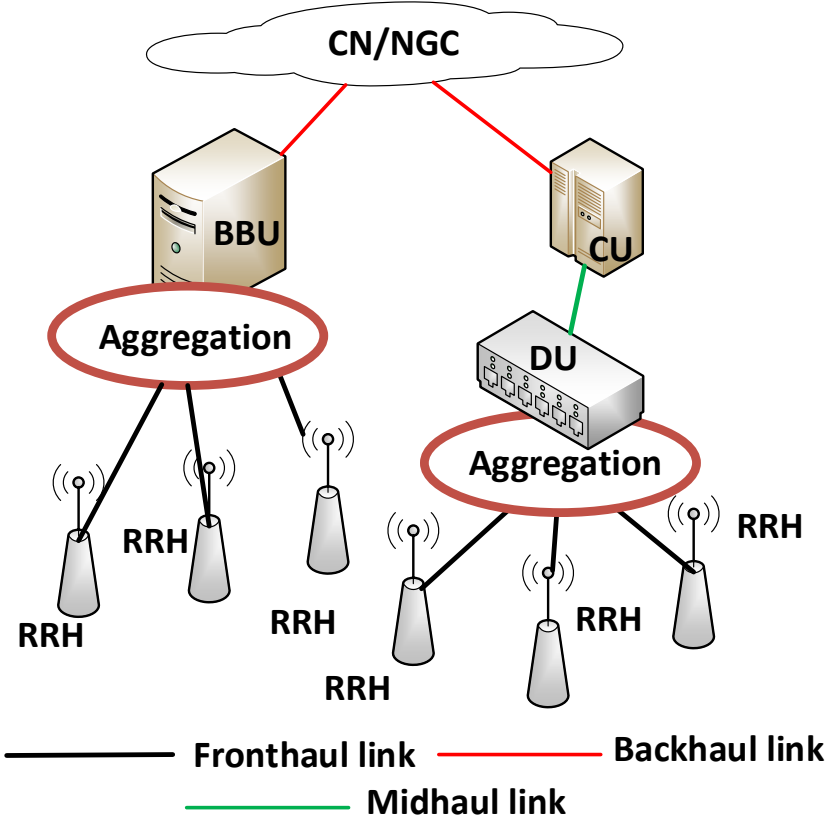 CN/NGC
BBU
CU
Aggregation
DU
Aggregation
RRH
RRH
RRH
RRH
RRH
RRH
Fronthaul link
Backhaul link
Midhaul link